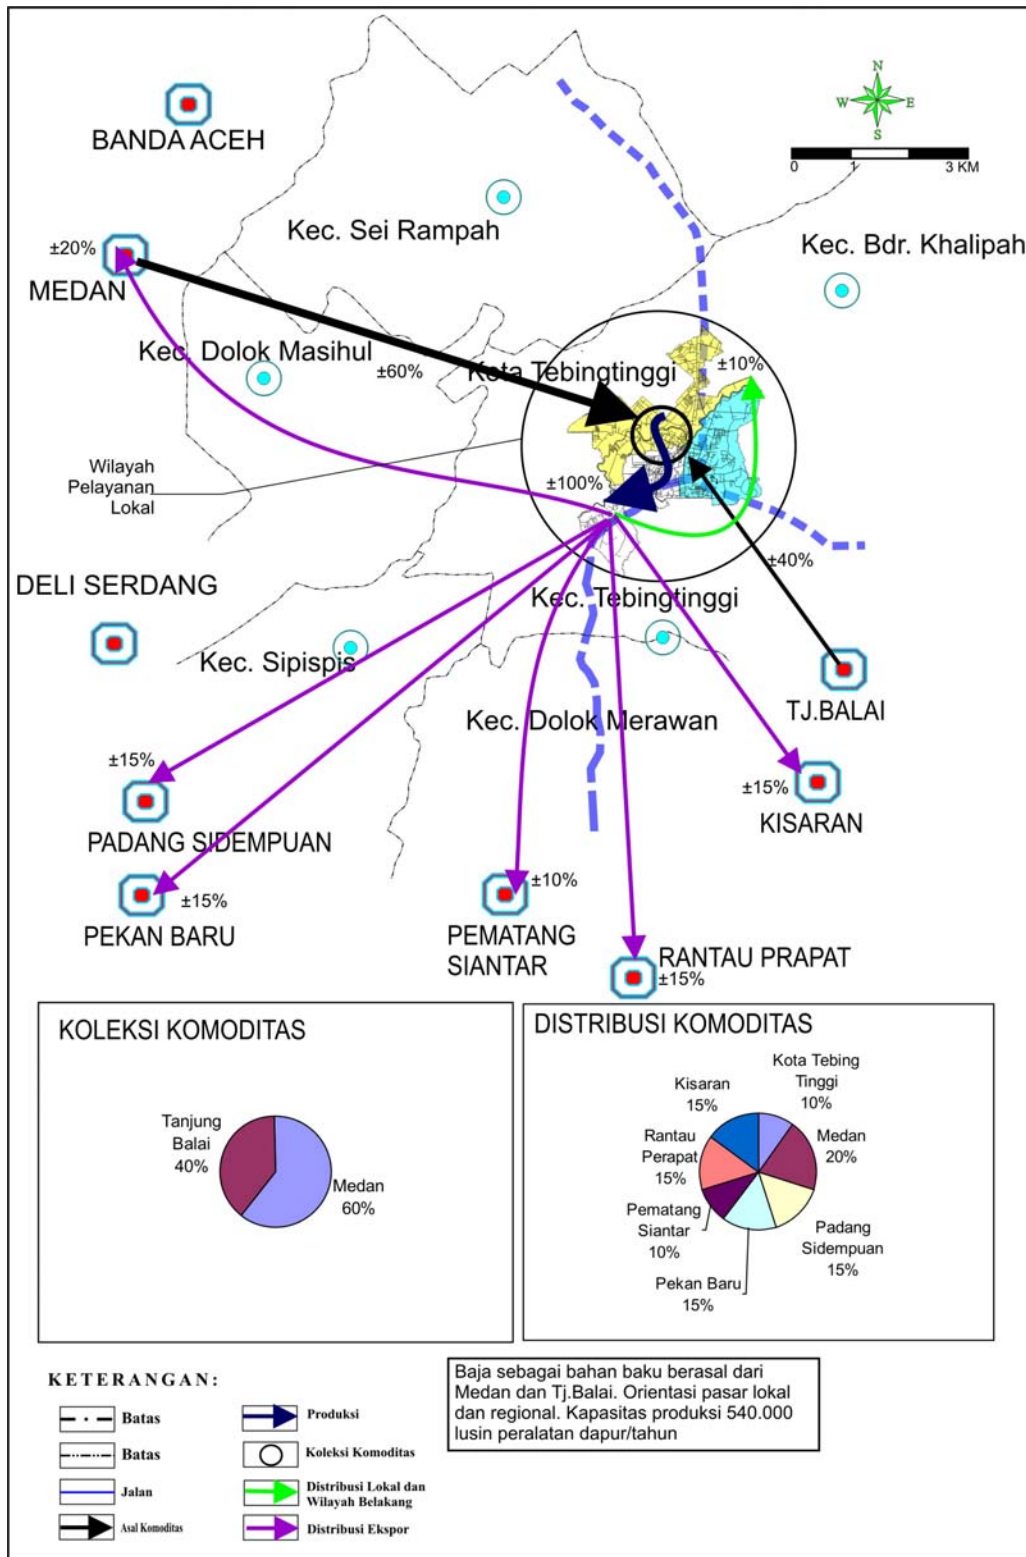 N
W
E
S
0
1
3 KM
BANDA ACEH
Kec. Sei Rampah
Kec. Bdr. Khalipah
±20%
MEDAN
Kec. Dolok Masihul
±60%
Kota Tebingtinggi
±10%
Wilayah
Pelayanan
Lokal
±100%
±40%
DELI SERDANG
Kec. Tebingtinggi
Kec. Sipispis
Kec. Dolok Merawan
TJ.BALAI
±15%
PADANG SIDEMPUAN
±15%
KISARAN
±15%
PEKAN BARU
±10%
PEMATANG
SIANTAR
RANTAU PRAPAT
±15%
KOLEKSI KOMODITAS
Tanjung
Balai
40%
Medan
60%
DISTRIBUSI KOMODITAS
Kota Tebing
Tinggi
10%
Kisaran
15%
Medan
20%
Rantau
Perapat
15%
Pematang
Siantar
10%
Padang
Sidempuan
15%
Pekan Baru
15%
KETERANGAN:
Batas
Batas
Jalan
Asal Komoditas
Produksi
Koleksi Komoditas
Distribusi Lokal dan
Wilayah Belakang
Distribusi Ekspor
Baja sebagai bahan baku berasal dari
Medan dan Tj.Balai. Orientasi pasar lokal
dan regional. Kapasitas produksi 540.000
lusin peralatan dapur/tahun